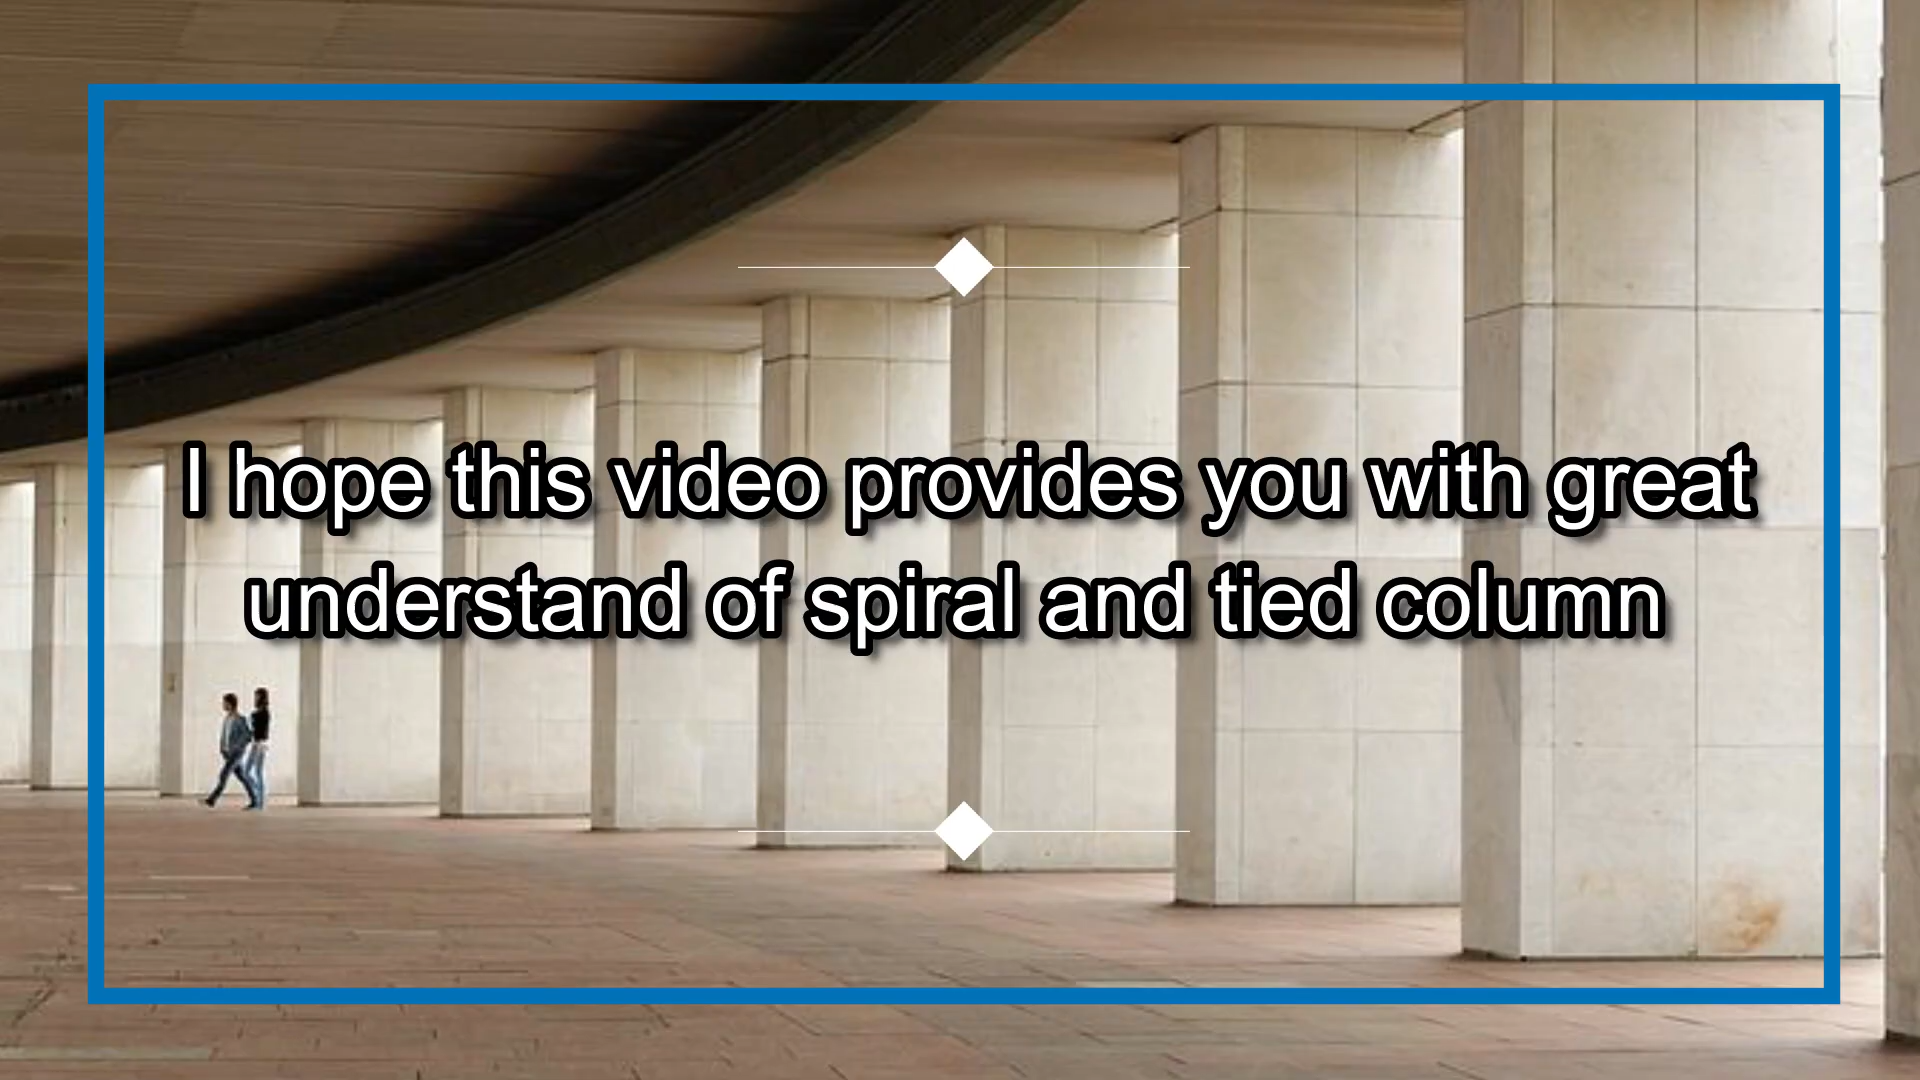 I hope this video provides you with great
understand of spiral and tied column